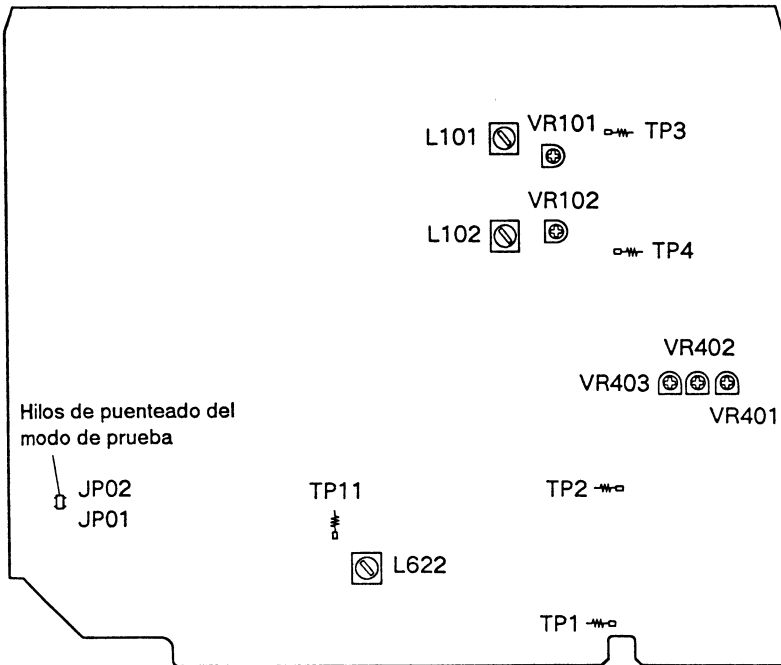 L101
VR101
TP3
VR102
L102
TP4
VR402
VR403
VR401
Hilos de puenteado del
modo de prueba
JP02
JP01
TP11
TP2
L622
TP1